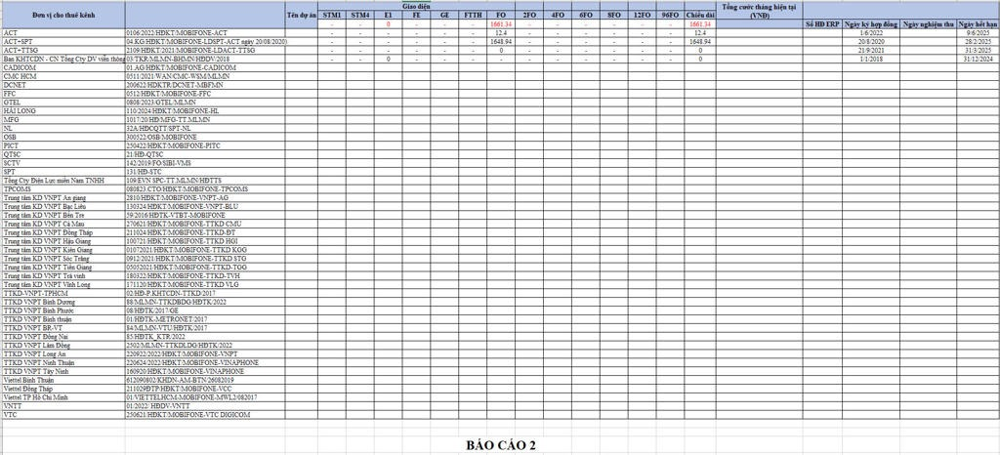 Đơn vị cho thuê kênh Tên dự án Giao diện Tổng cước tháng hiện tại (VNĐ) Số HĐ ERP Ngày ký hợp đồng Ngày nghiệm thu Ngày hết hạn
STM1 STM4 E1 FE GE FTTH FO 2FO 4FO 6FO 8FO 12FO 96FO Chiều dài
- - 0 - - - 1661.34 - - - - - - 1661.34
ACT 0106/2022/HĐKT/MOBIFONE-ACT - - - - - - 12.4 - - - - - - 12.4 1/6/2022 9/6/2025
ACT+SPT 04.KG/HĐKT/MOBIFONE-LDSPT-ACT ngày 20/08/2020) - - - - - - 1648.94 - - - - - - 1648.94 20/8/2020 28/2/2025
ACT+TTSG 2109/HĐKT/2021/MOBIFONE-LDACT-TTSG - - - - - - 0 - - - - - - 0 21/9/2021 31/3/2025
Ban KHTCDN - CN Tổng Cty DV viễn thông 03/TKR/MLMN-BHMN/HĐDV/2018 - - 0 - - - - - - - - - - 0 1/1/2018 31/12/2024
CADICOM 01.AG/HĐKT/MOBIFONE-CADICOM
CMC HCM 0511/2021/WAN/CMC-WSM/MLMN
DCNET 200622/HDKTR/DCNET-MBFMN
FFC 0512/HĐKT/MOBIFONE-FFC
GTEL 0808/2023/GTEL/MLMN
HẢI LONG 110/2024/HĐKT/MOBIFONE-HL
MFG 1017/20/HĐ/MFG-TT.MLMN
NL 32A/HĐCQTT/SPT-NL
OSB 300522/OSB/MOBIFONE
PICT 250422/HĐKT/MOBIFONE-PITC
QTSC 21/HĐ-QTSC
SCTV 142/2019/FO/SIBI-VMS
SPT 131/HĐ-STC
Tổng Cty Điện Lực miền Nam TNHH 109/EVN SPC-TT.MLMN/HĐTTS
TPCOMS 080823.CTO/HĐKT/MOBIFONE-TPCOMS
Trung tâm KD VNPT An giang 2810/HĐKT/MOBIFONE-VNPT-AG
Trung tâm KD VNPT Bạc Liêu 130324/HĐKT/MOBIFONE-VNPT-BLU
Trung tâm KD VNPT Bến Tre 59/2016/HĐTK-VTBT-MOBIFONE
Trung tâm KD VNPT Cà Mau 270621/HĐKT/MOBIFONE-TTKD CMU
Trung tâm KD VNPT Đồng Tháp 211024/HĐKT/MOBIFONE-TTKD-ĐT
Trung tâm KD VNPT Hậu Giang 100721/HĐKT/MOBIFONE-TTKD HGI
Trung tâm KD VNPT Kiên Giang 01072021/HĐKT/MOBIFONE-TTKD KGG
Trung tâm KD VNPT Sóc Trăng 0912/2021/HĐKT/MOBIFONE-TTKD STG
Trung tâm KD VNPT Tiền Giang 05052021/HĐKT/MOBIFONE-TTKD-TGG
Trung tâm KD VNPT Trà vinh 180322/HĐKT/MOBIFONE-TTKD-TVH
Trung tâm KD VNPT Vĩnh Long 171120/HĐKT/MOBIFONE-TTKD VLG
TTKD-VNPT-TPHCM 02/HĐ-P.KHTCDN-TTKD/2017
TTKD VNPT Bình Dương 88/MLMN-TTKDBDG/HĐTK/2022
TTKD VNPT Bình Phước 08/HĐTK/2017/GE
TTKD VNPT Bình thuận 01/HĐTK-METRONET/2017
TTKD VNPT BR-VT 84/MLMN-VTU/HĐTK/2017
TTKD VNPT Đồng Nai 85/HĐTK_KTR/2022
TTKD VNPT Lâm Đồng 2502/MLMN-TTKDLDG/HĐTK/2022
TTKD VNPT Long An 220922/2022/HĐKT/MOBIFONE-VNPT
TTKD VNPT Ninh Thuận 220624/2022/HĐKT/MOBIFONE-VINAPHONE
TTKD VNPT Tây Ninh 160920/HĐKT/MOBIFONE-VINAPHONE
Viettel Bình Thuận 612090802/KHDN-AM-BTN/26082019
Viettel Đồng Tháp 211029ĐTP/HĐKT/MOBIFONE-VCC
Viettel TP Hồ Chí Minh 01/VIETTELHCM-MOBIFONE-MWL2/082017
VNTT 01/2022/ HĐDV-VNTT
VTC 250621/HĐKT/MOBIFONE-VTC DIGICOM
BÁO CÁO 2